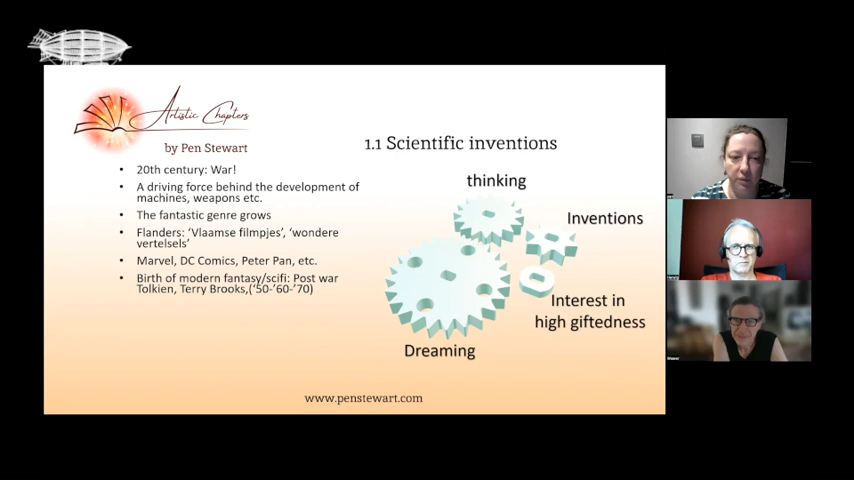 Artistic Chapters
by Pen Stewart
1.1 Scientific inventions
• 20th century: War!
• A driving force behind the development of
machines, weapons etc.
• The fantastic genre grows
• Flanders: ‘Vlaamse filmpjes’, ‘wondere
vertelsels’
• Marvel, DC Comics, Peter Pan, etc.
• Birth of modern fantasy/scifi: Post war
Tolkien, Terry Brooks,(‘50-’60-’70)
thinking
Inventions
Interest in
high giftedness
Dreaming
www.penstewart.com